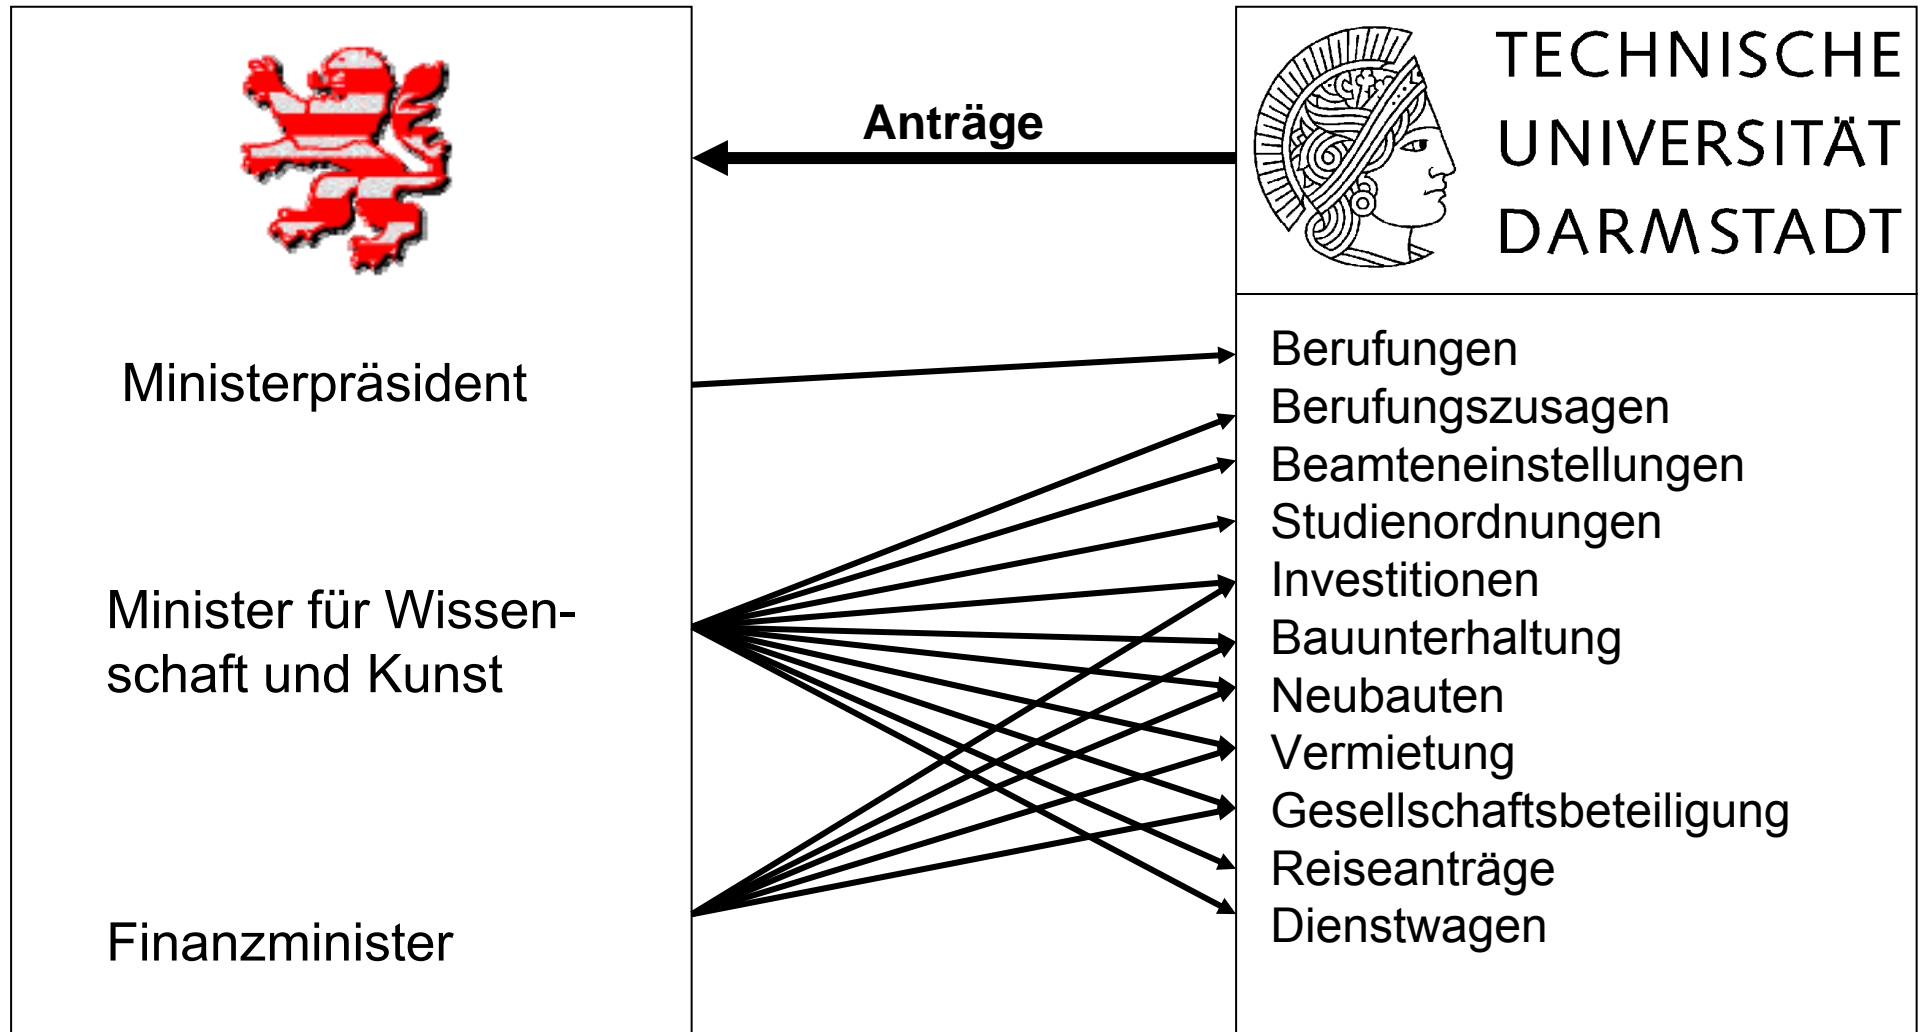 Anträge
TECHNISCHE
UNIVERSITÄT
DARMSTADT
Ministerpräsident
Minister für Wissen-
schaft und Kunst
Finanzminister
Berufungen
Berufungszusagen
Beamteneinstellungen
Studienordnungen
Investitionen
Bauunterhaltung
Neubauten
Vermietung
Gesellschaftsbeteiligung
Reiseanträge
Dienstwagen